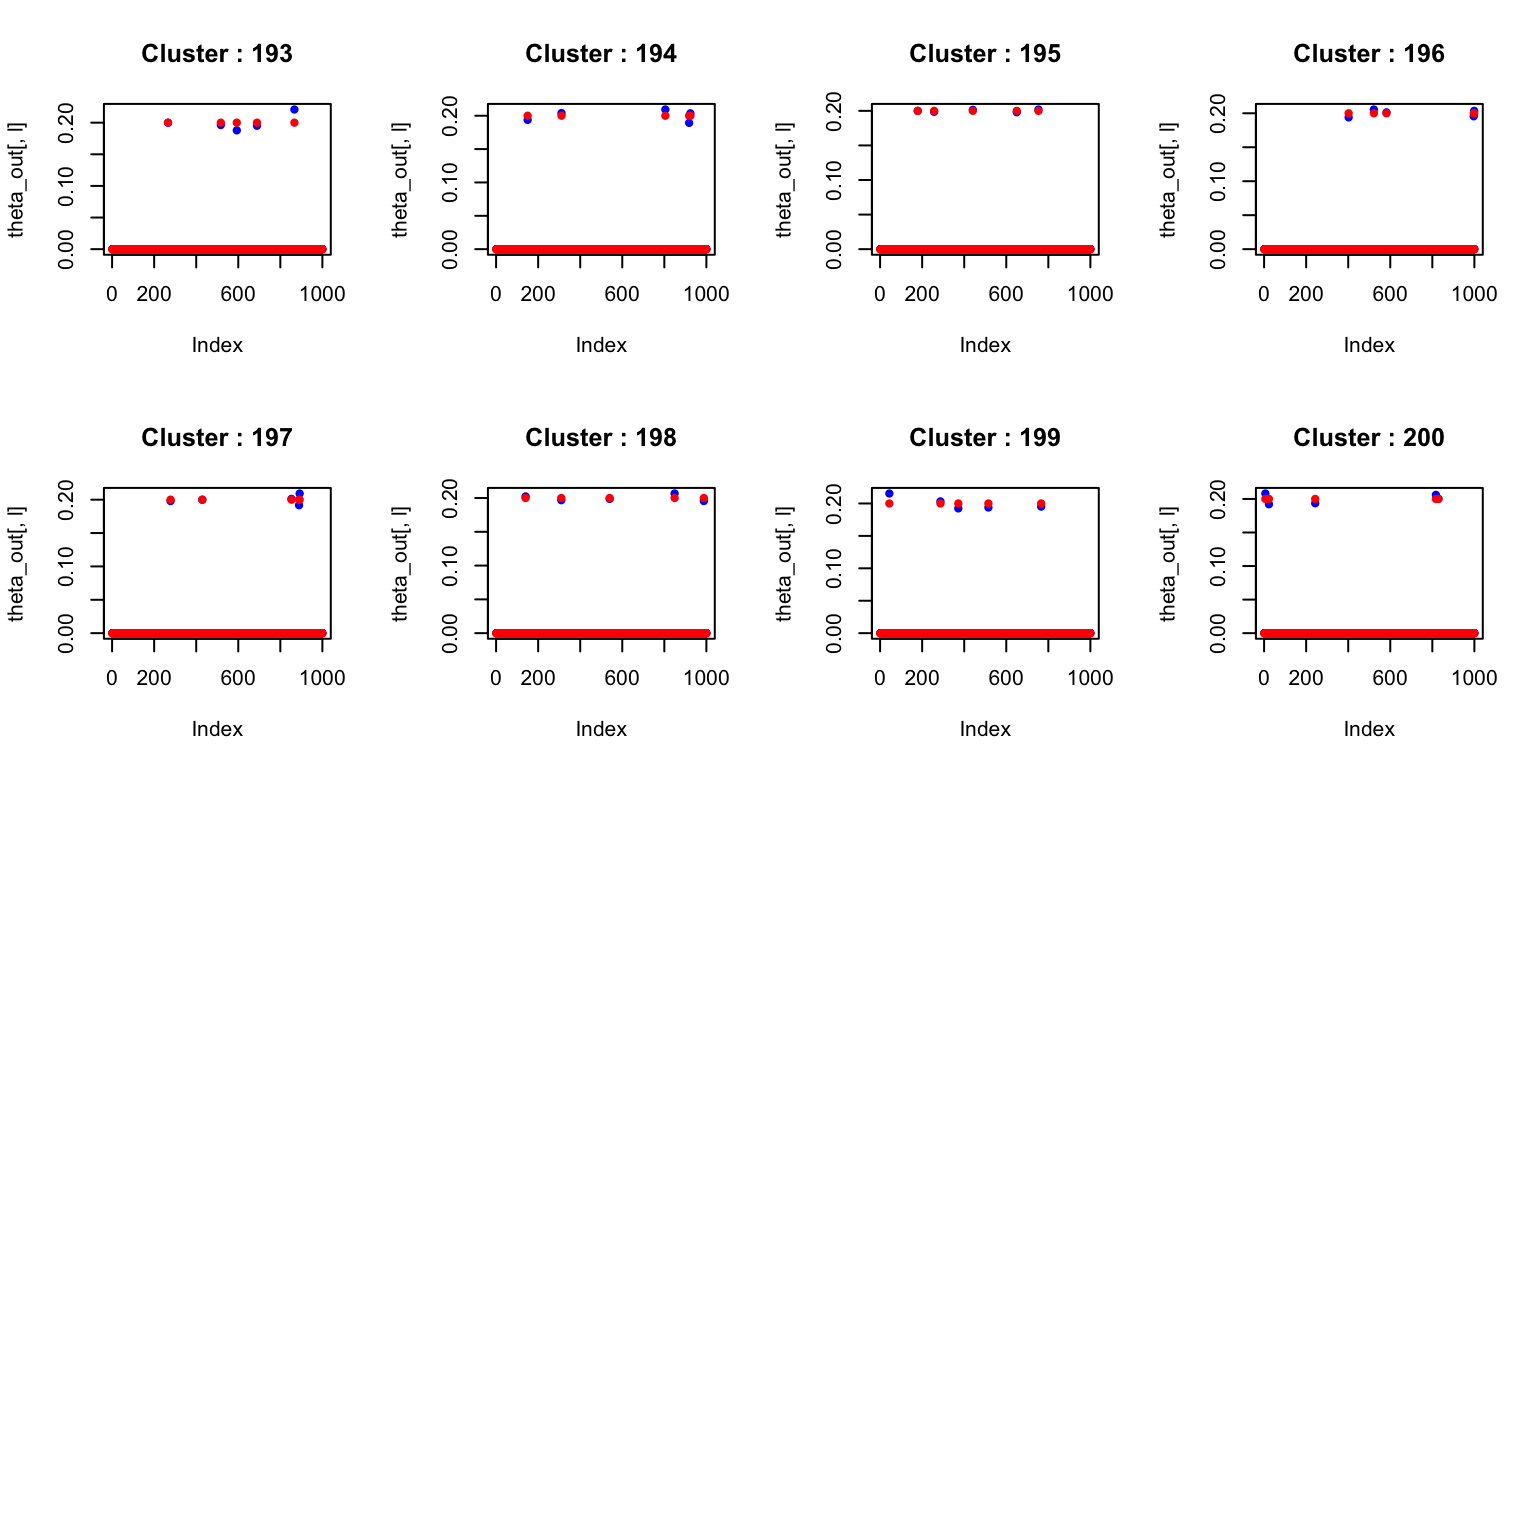 Cluster : 193
theta_out[, l]
0.00 0.10 0.20
0 200 600 1000
Index
Cluster : 194
theta_out[, l]
0.00 0.10 0.20
0 200 600 1000
Index
Cluster : 195
theta_out[, l]
0.00 0.10 0.20
0 200 600 1000
Index
Cluster : 196
theta_out[, l]
0.00 0.10 0.20
0 200 600 1000
Index
Cluster : 197
theta_out[, l]
0.00 0.10 0.20
0 200 600 1000
Index
Cluster : 198
theta_out[, l]
0.00 0.10 0.20
0 200 600 1000
Index
Cluster : 199
theta_out[, l]
0.00 0.10 0.20
0 200 600 1000
Index
Cluster : 200
theta_out[, l]
0.00 0.10 0.20
0 200 600 1000
Index